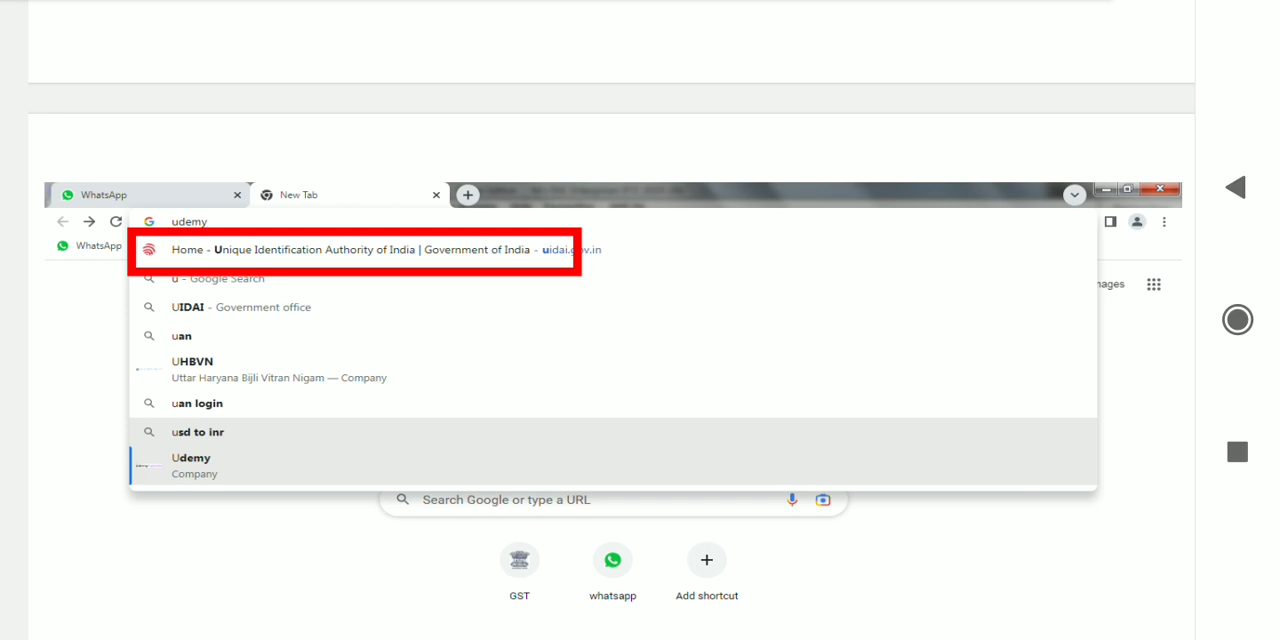 WhatsApp
New Tab
udemy
WhatsApp
Home - Unique Identification Authority of India | Government of India - uidai.gov.in
u - Google Search
UIDAI - Government office
uan
UHBVN
Uttar Haryana Bijli Vitran Nigam — Company
uan login
usd to inr
Udemy
Company
Search Google or type a URL
GST
whatsapp
Add shortcut